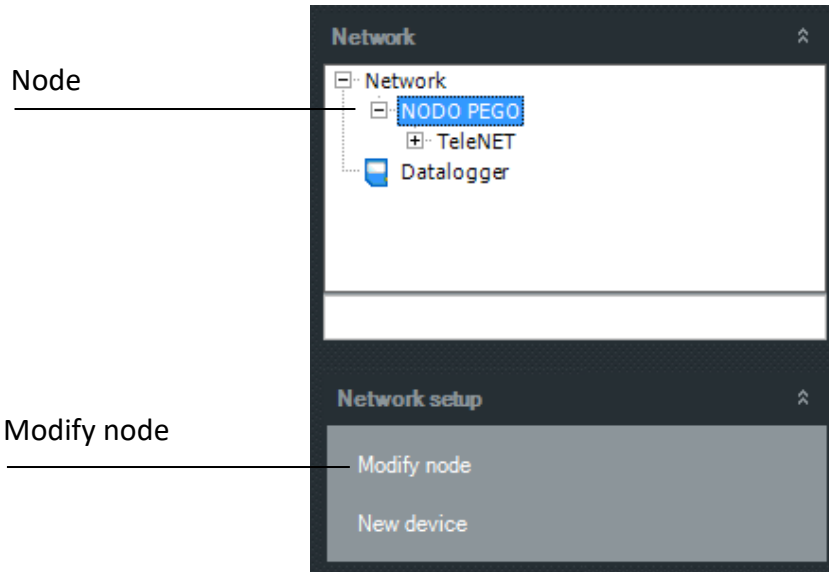 Network
Node
Network
NODO PEGO
TeleNET
Datalogger
Network setup
Modify node
Modify node
New device